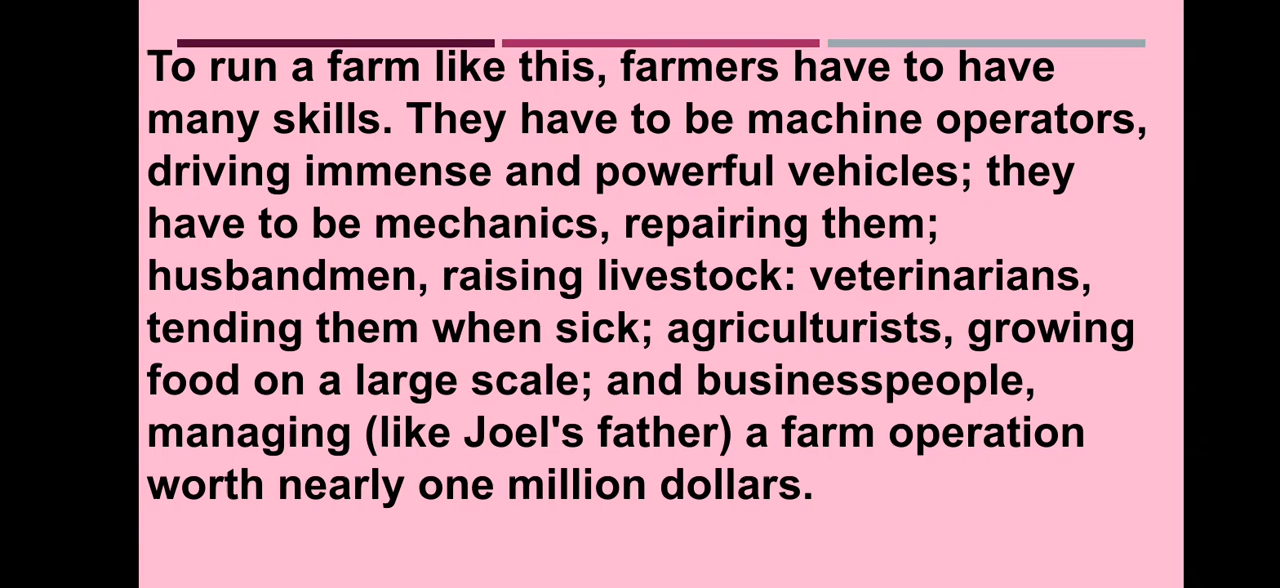 To run a farm like this, farmers have to have
many skills. They have to be machine operators,
driving immense and powerful vehicles; they
have to be mechanics, repairing them;
husbandmen, raising livestock: veterinarians,
tending them when sick; agriculturists, growing
food on a large scale; and businesspeople,
managing (like Joel's father) a farm operation
worth nearly one million dollars.